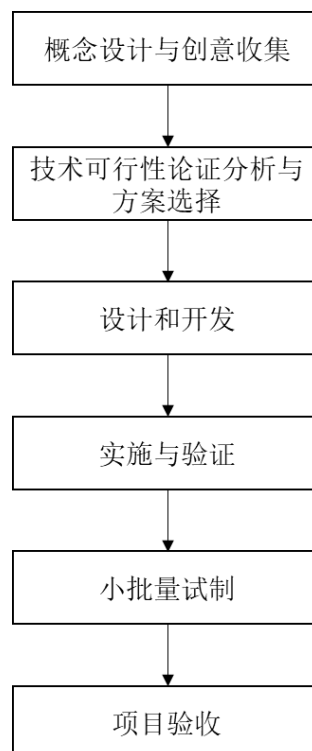 概念设计与创意收集
技术可行性论证分析与
方案选择
设计和开发
实施与验证
小批量试制
项目验收